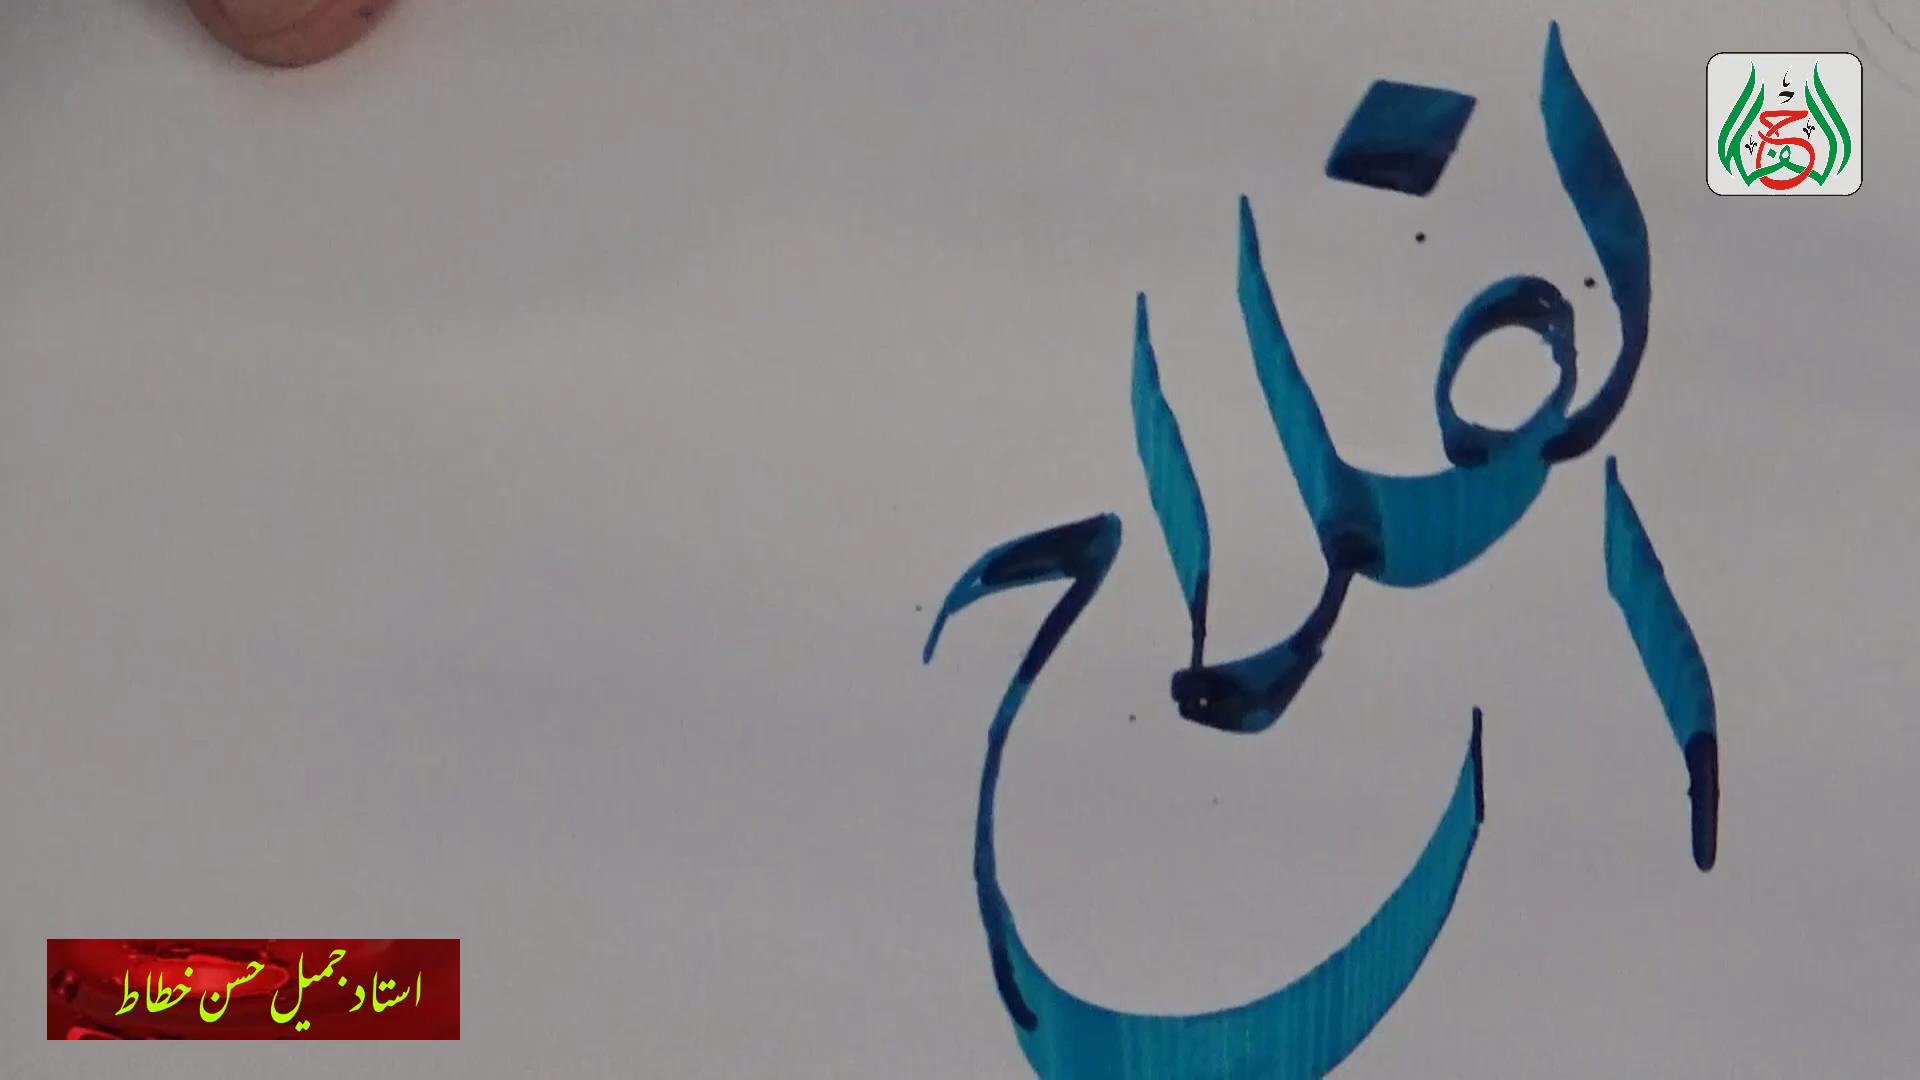 الفلاح
استاد جمیل حسن خطاط